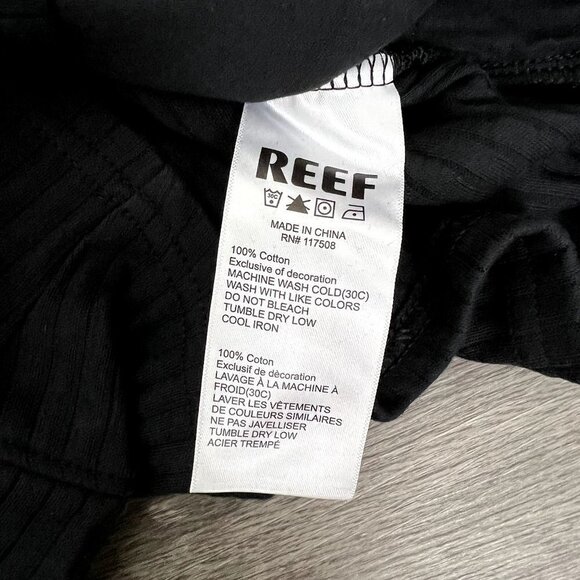 REEF
30C
MADE IN CHINA
RN# 117508
100% Cotton
Exclusive of decoration
MACHINE WASH COLD(30C)
WASH WITH LIKE COLORS
DO NOT BLEACH
TUMBLE DRY LOW
COOL IRON
100% Coton
Exclusif de dècoration
LAVAGE À LA MACHINE À
FROID(30C)
LAVER LES VÊTEMENTS
DE COULEURS SIMILAIRES
NE PAS JAVELLISER
TUMBLE DRY LOW
ACIER TREMPÉ